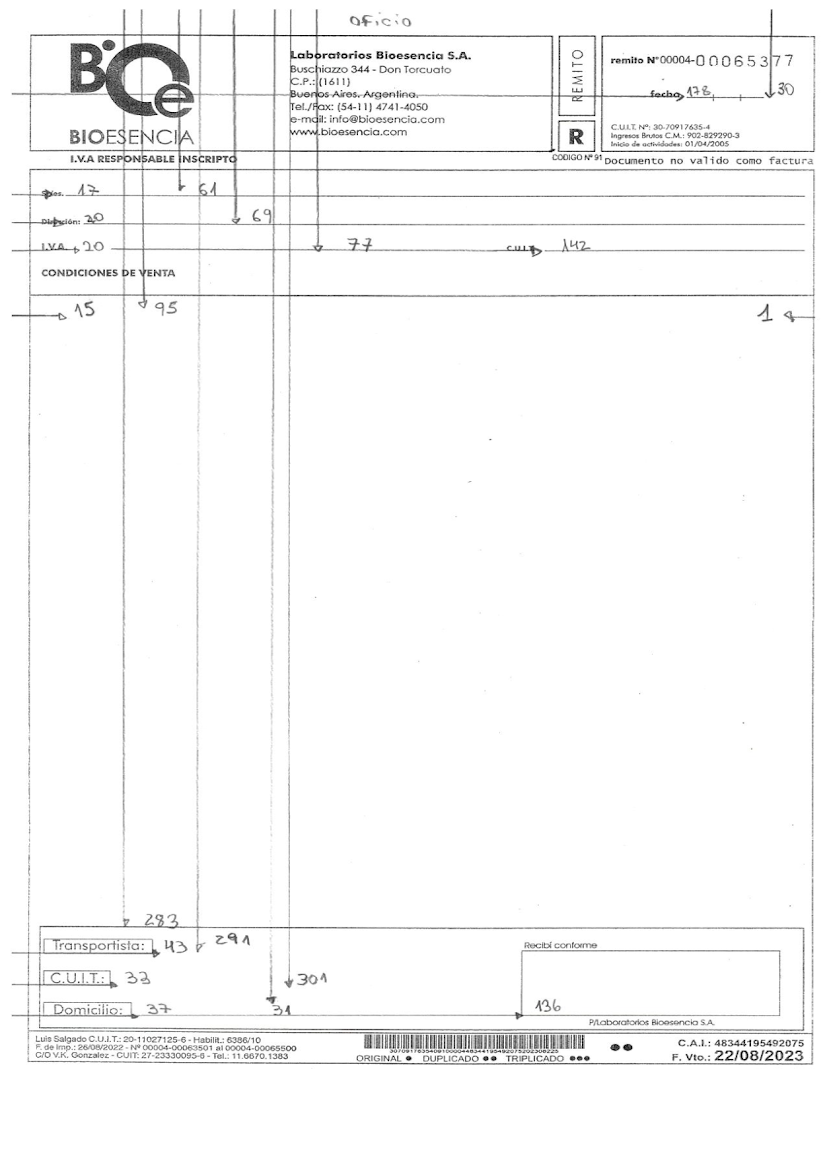 oficio
BIOESENCIA
I.V.A RESPONSABLE INSCRIPTO
Laboratorios Bioesencia S.A.
Buschiazzo 344 - Don Torcuato
C.P.: (1611)
Buenos Aires. Argentina.
Tel./Fax: (54-11) 4741-4050
e-mail: info@bioesencia.com
www.bioesencia.com
REMITO
R
CODIGO Nº 91
remito Nº00004-00065377
fecha 178 30
C.U.I.T. Nº: 30-70917635-4
Ingresos Brutos C.M.: 902-829290-3
Inicio de actividades: 01/04/2005
Documento no valido como factura
17 61
Dirección: 20 69
I.V.A. 20 77 C.U.I.T. 142
CONDICIONES DE VENTA
15 95 1
283
Transportista: 43 291
C.U.I.T.: 33 301
Domicilio: 37 31
Recibí conforme
136
P/Laboratorios Bioesencia S.A.
Luis Salgado C.U.I.T.: 20-11027125-6 - Habilit.: 6386/10
F. de Imp.: 26/08/2022 - Nº 00004-00063501 al 00004-00065500
C/O V.K. Gonzalez - CUIT: 27-23330095-6 - Tel.: 11.6670.1383
ORIGINAL DUPLICADO TRIPLICADO
C.A.I.: 48344195492075
F. Vto.: 22/08/2023